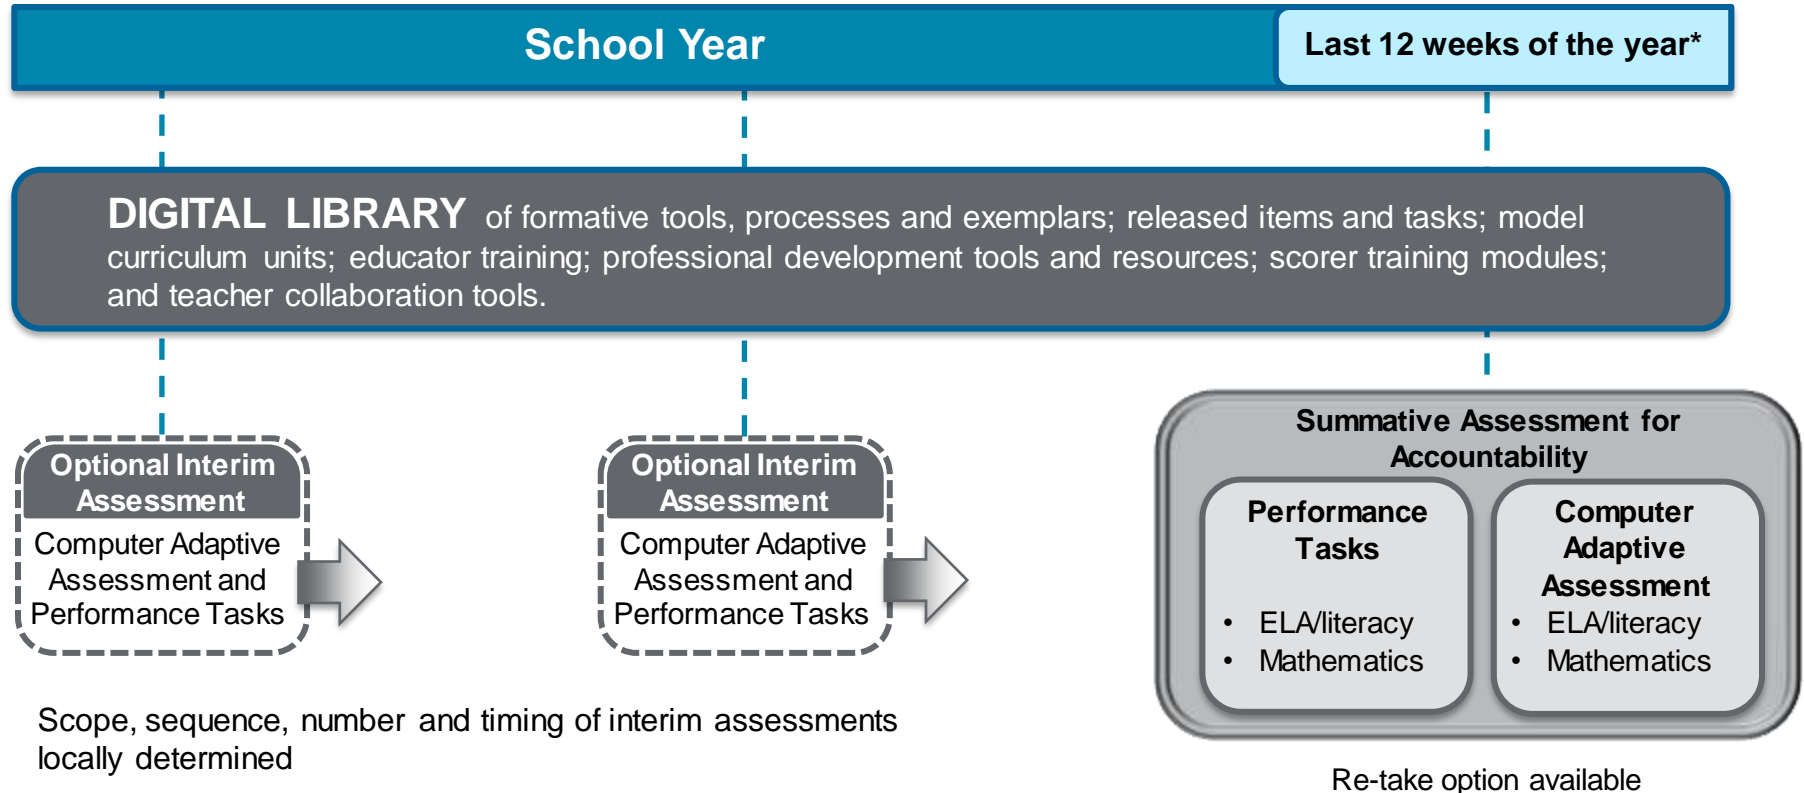 School Year
Last 12 weeks of the year*
DIGITAL LIBRARY of formative tools, processes and exemplars; released items and tasks; model
curriculum units; educator training; professional development tools and resources; scorer training modules;
and teacher collaboration tools.
Optional Interim
Assessment
Computer Adaptive
Assessment and
Performance Tasks
Optional Interim
Assessment
Computer Adaptive
Assessment and
Performance Tasks
Summative Assessment for
Accountability
Performance
Tasks
• ELA/literacy
• Mathematics
Computer
Adaptive
Assessment
• ELA/literacy
• Mathematics
Scope, sequence, number and timing of interim assessments
locally determined
Re-take option available